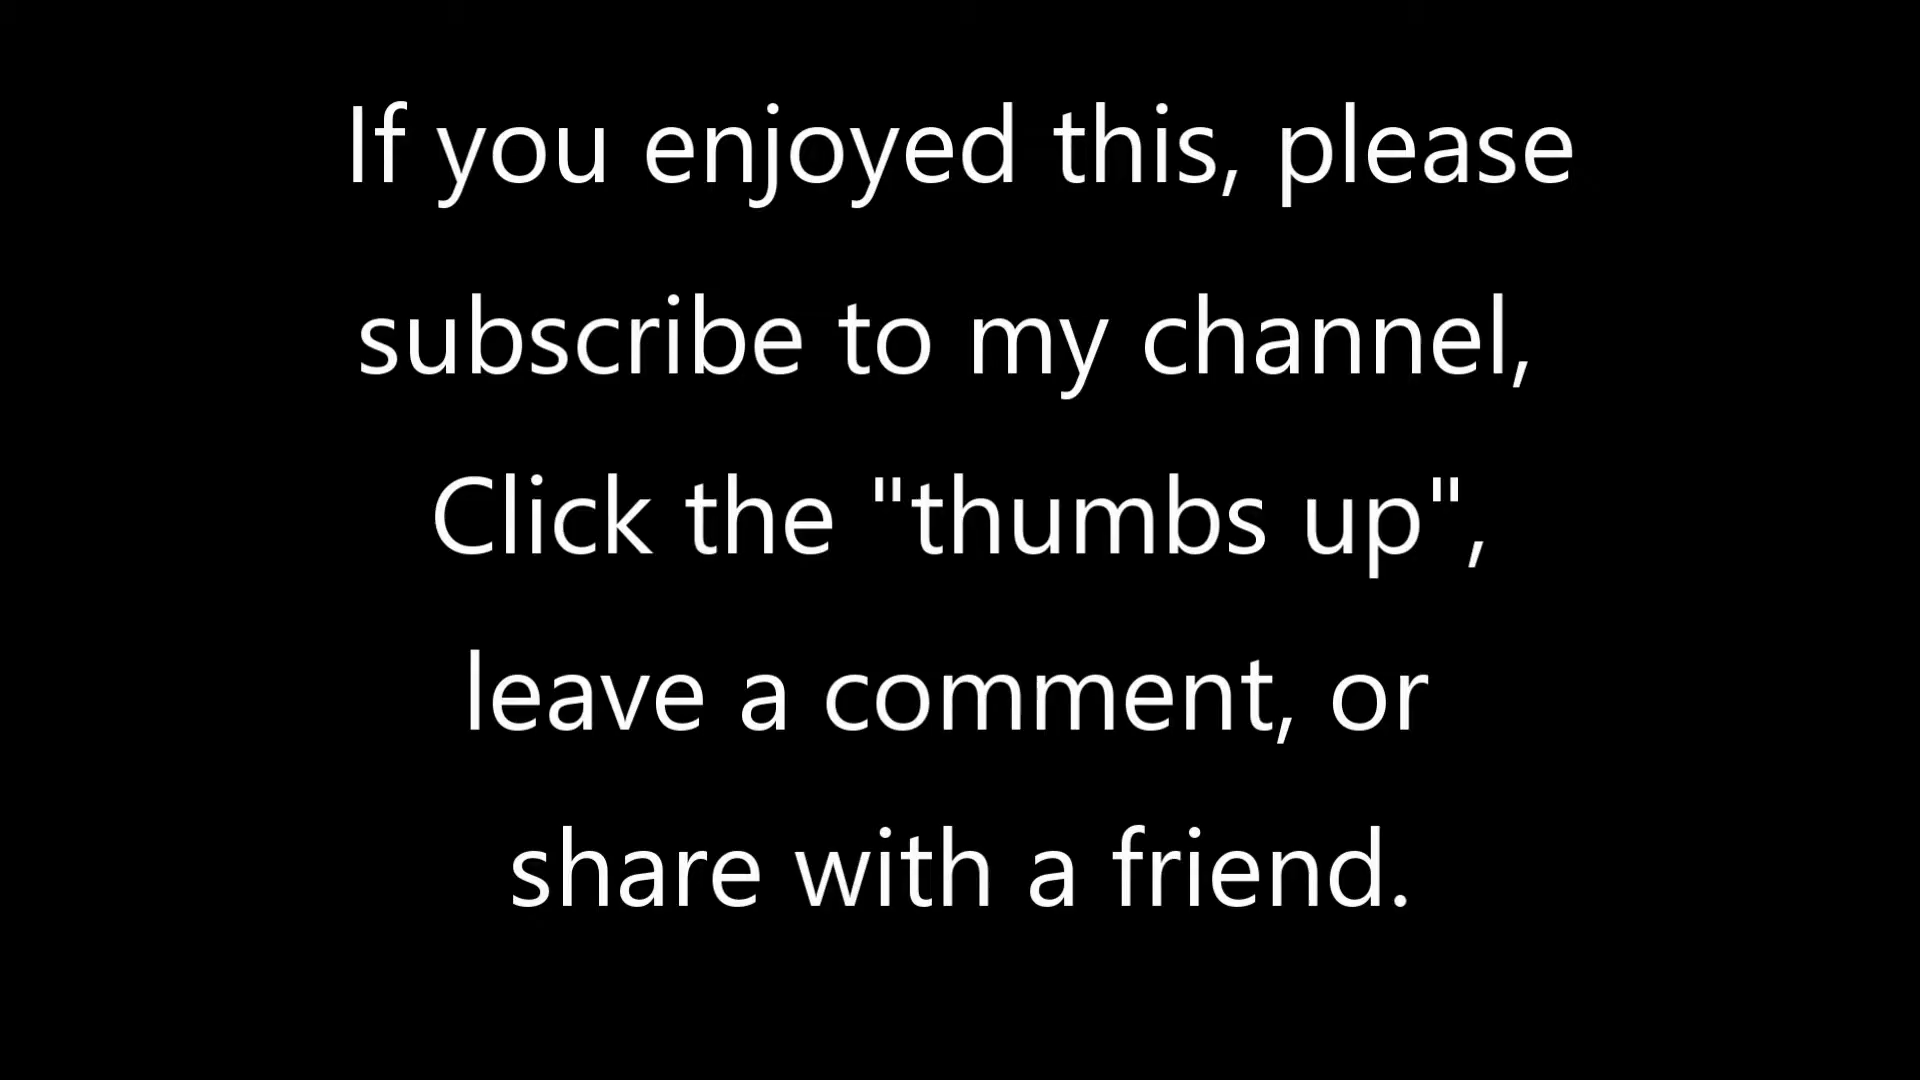 If you enjoyed this, please
subscribe to my channel,
Click the "thumbs up",
leave a comment, or
share with a friend.